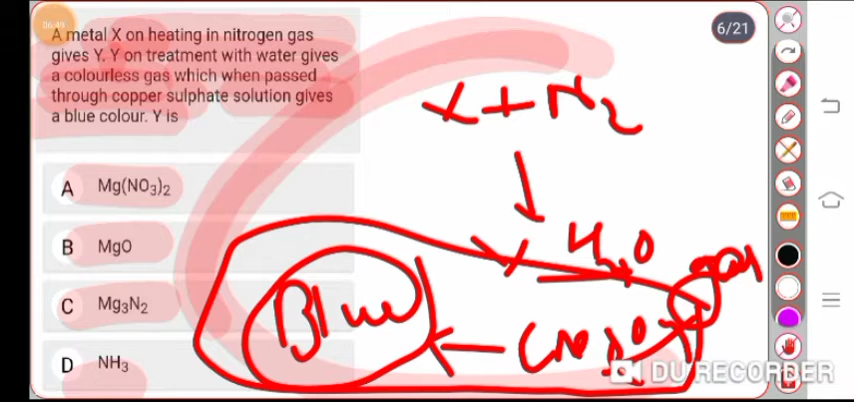 06:49
A metal X on heating in nitrogen gas
gives Y. Y on treatment with water gives
a colourless gas which when passed
through copper sulphate solution gives
a blue colour. Y is
6/21
X + N2
A Mg(NO₃)₂
B MgO
H2O
gas
C Mg₃N₂
Blue
D NH₃
DU RECORDER